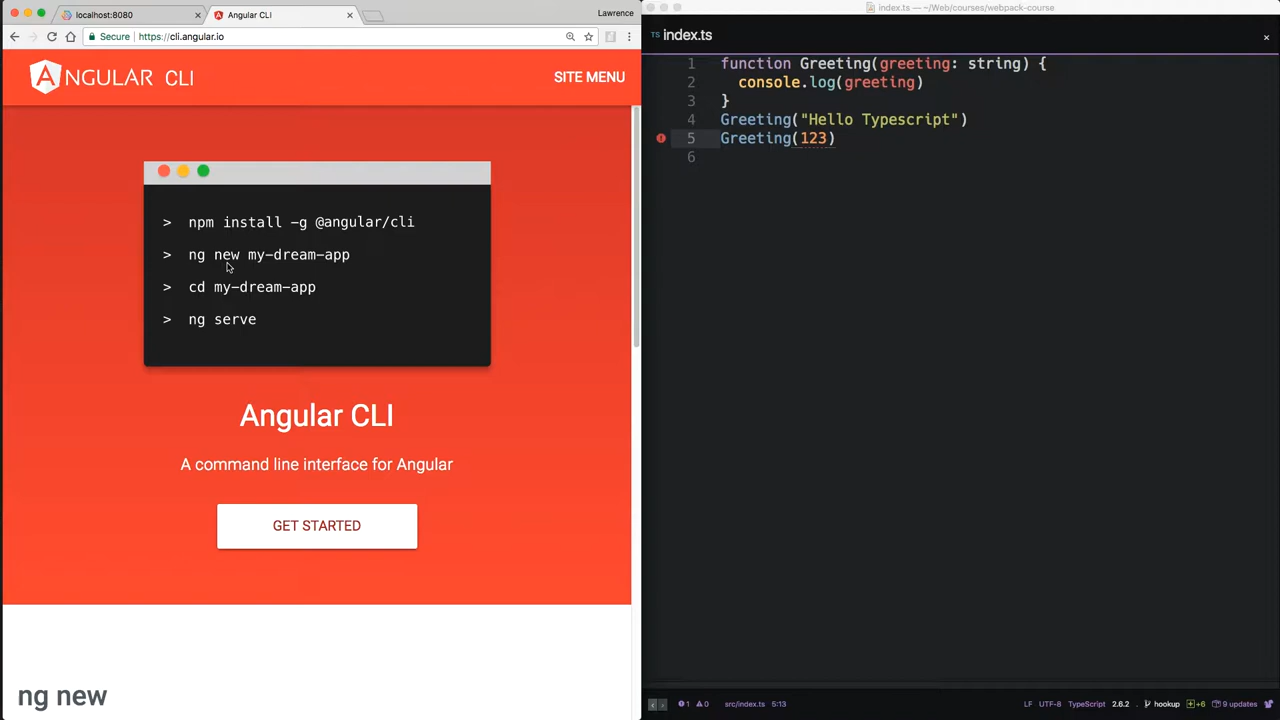 localhost:8080
Angular CLI
Lawrence
Secure
https://cli.angular.io
ANGULAR CLI
SITE MENU
> npm install -g @angular/cli
> ng new my-dream-app
> cd my-dream-app
> ng serve
Angular CLI
A command line interface for Angular
GET STARTED
ng new
index.ts — ~/Web/courses/webpack-course
TS index.ts
1 function Greeting(greeting: string) {
2 console.log(greeting)
3 }
4 Greeting("Hello Typescript")
5 Greeting(123)
6
1 0 src/index.ts 5:13 LF UTF-8 TypeScript 2.6.2 hookup +6 9 updates